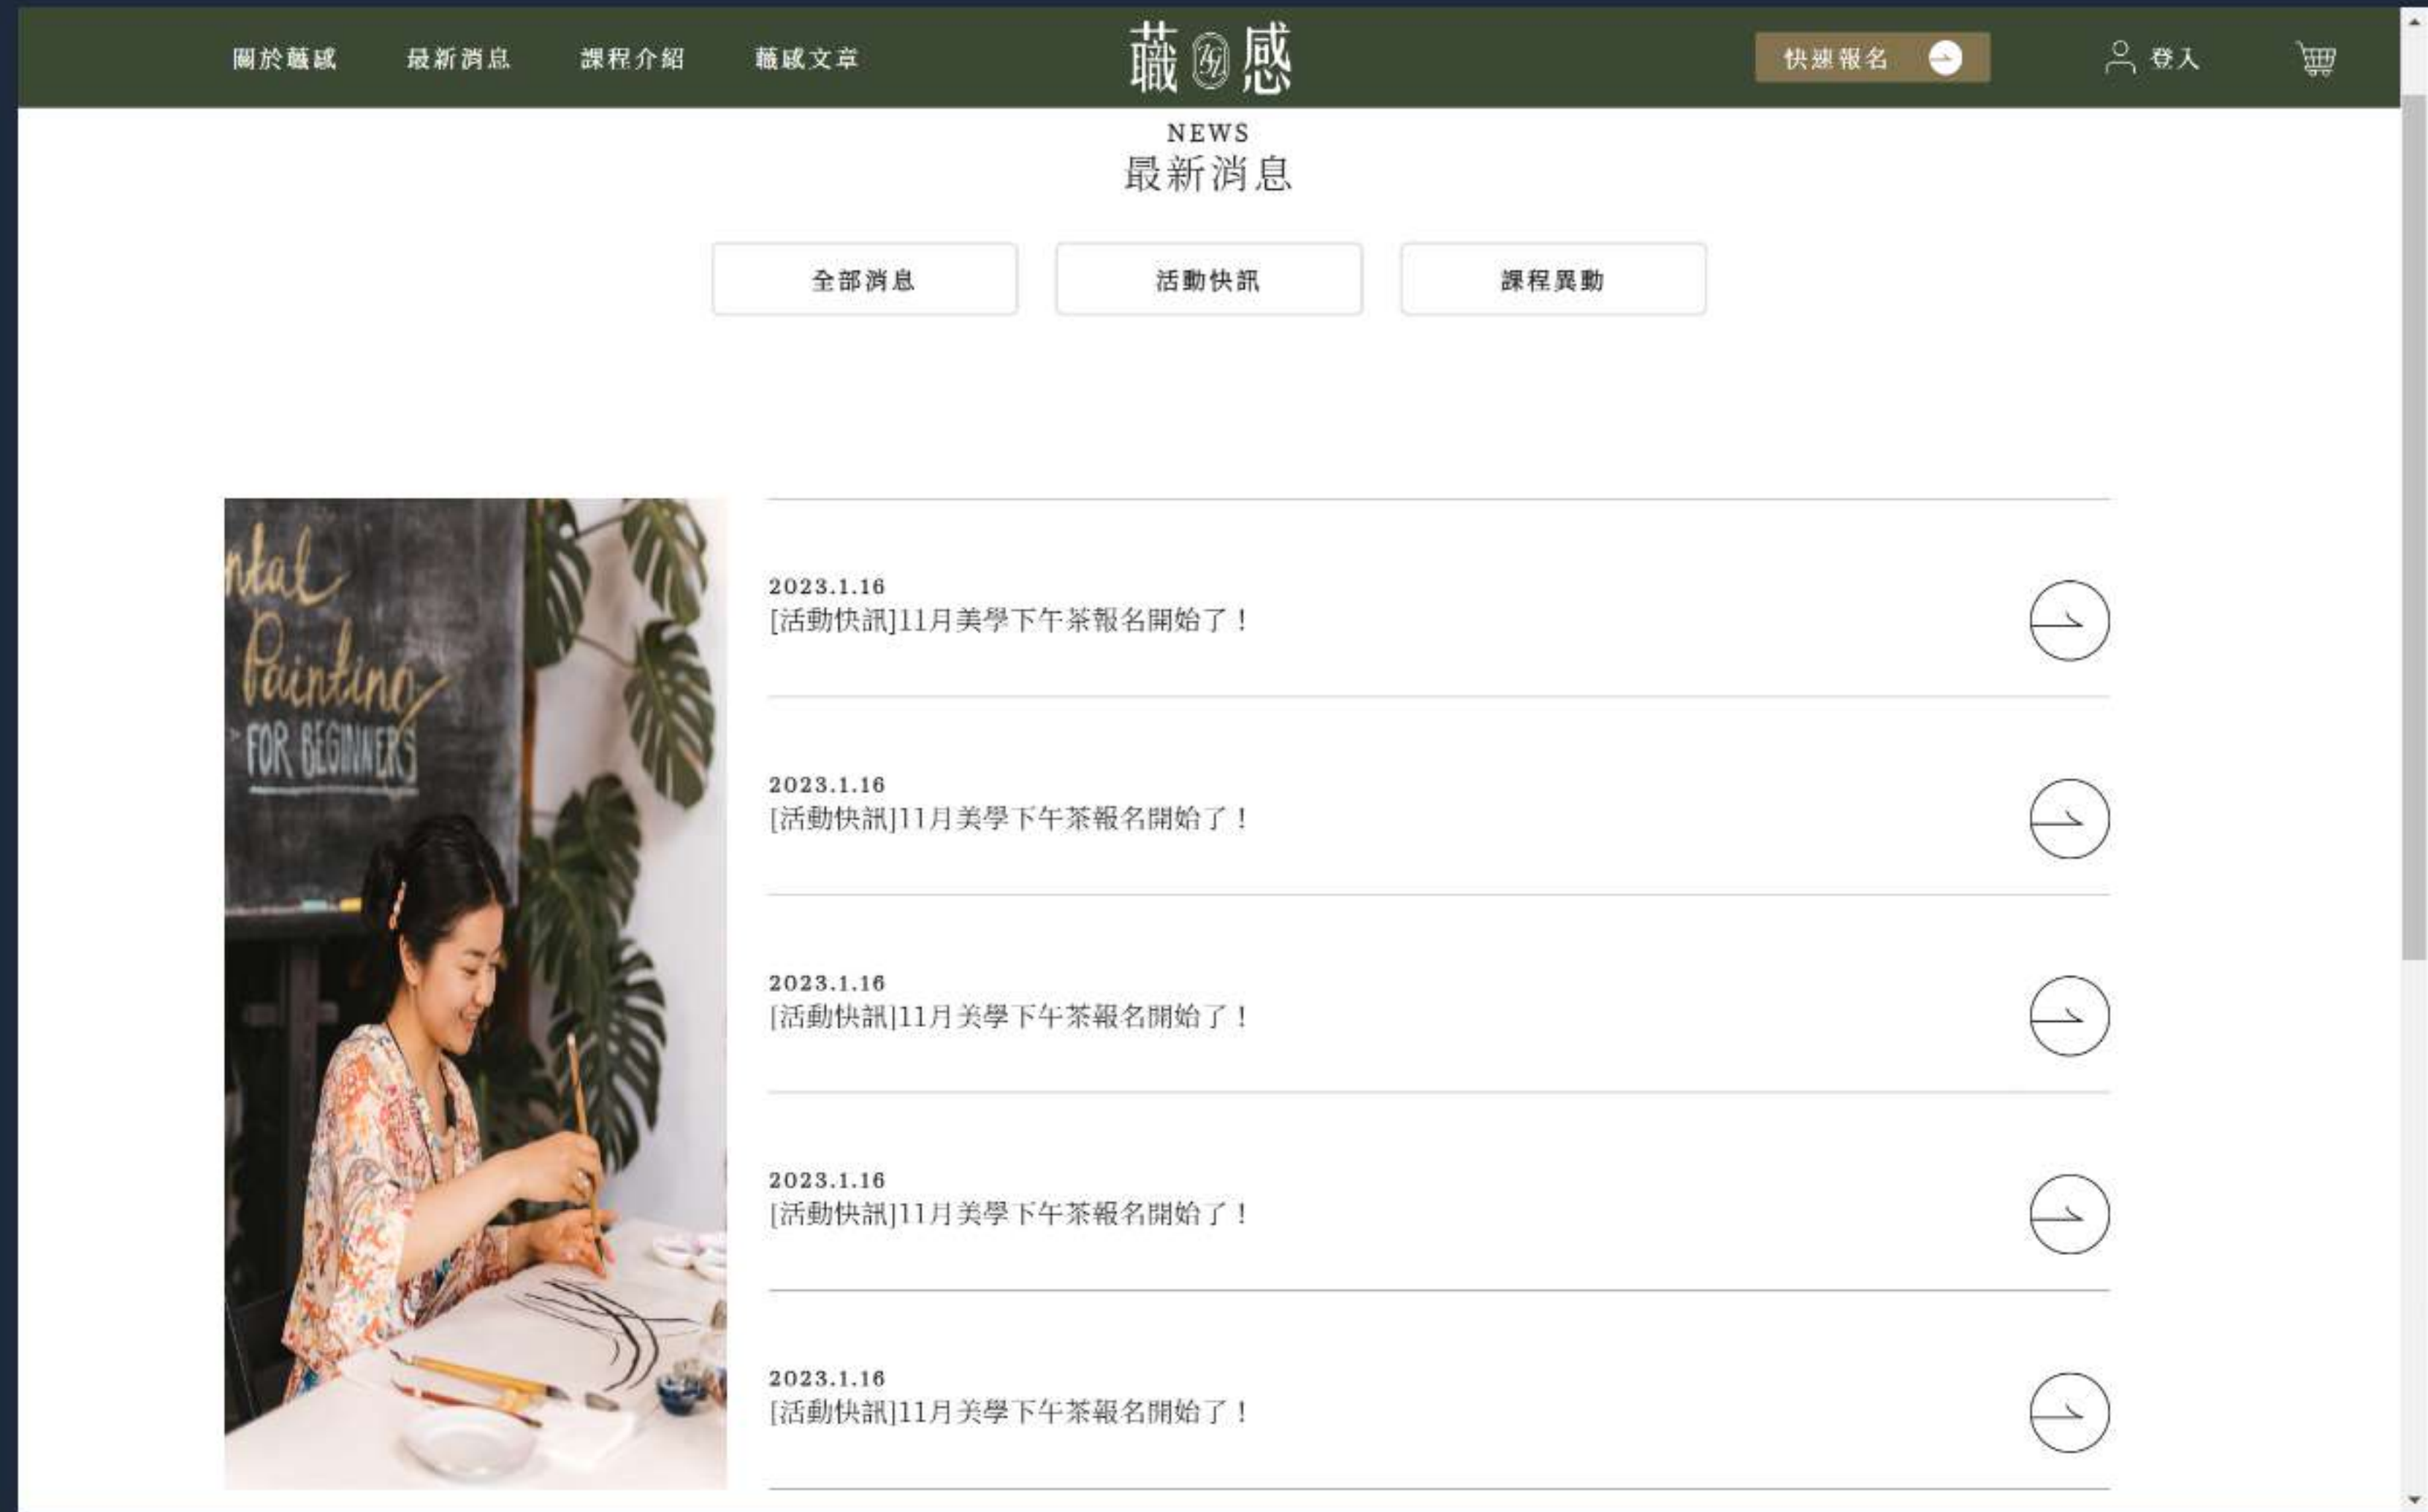 關於蘵感
最新消息
課程介紹
蘵感文章
蘵感
快速報名
登入
NEWS
最新消息
全部消息
活動快訊
課程異動
ntal
Painting
FOR BEGINNERS
2023.1.16
[活動快訊]11月美學下午茶報名開始了！
2023.1.16
[活動快訊]11月美學下午茶報名開始了！
2023.1.16
[活動快訊]11月美學下午茶報名開始了！
2023.1.16
[活動快訊]11月美學下午茶報名開始了！
2023.1.16
[活動快訊]11月美學下午茶報名開始了！